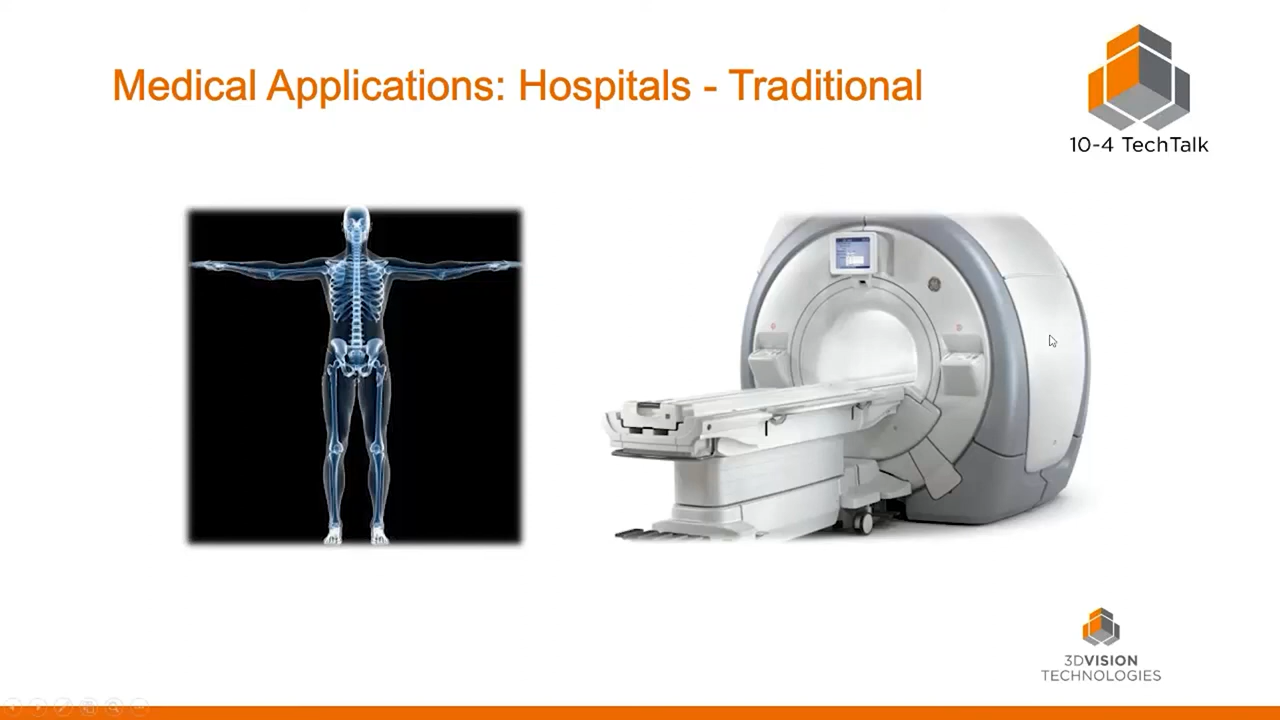 Medical Applications: Hospitals - Traditional
10-4 TechTalk
3DVISION
TECHNOLOGIES